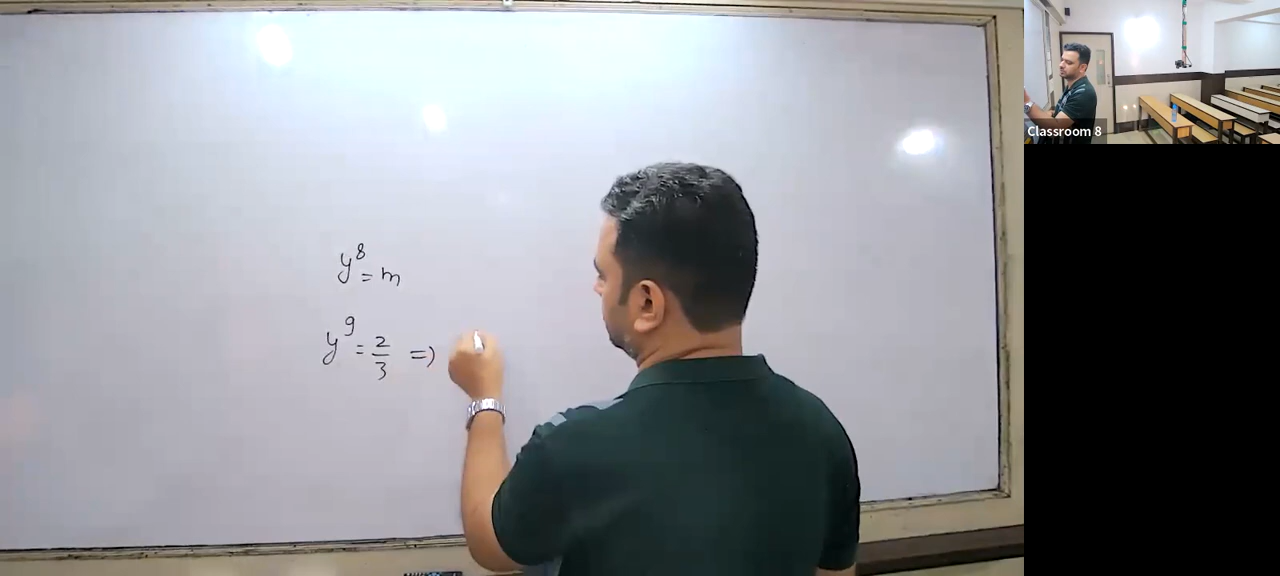 y⁸ = m
y⁹ = 2/3 =>
Classroom 8